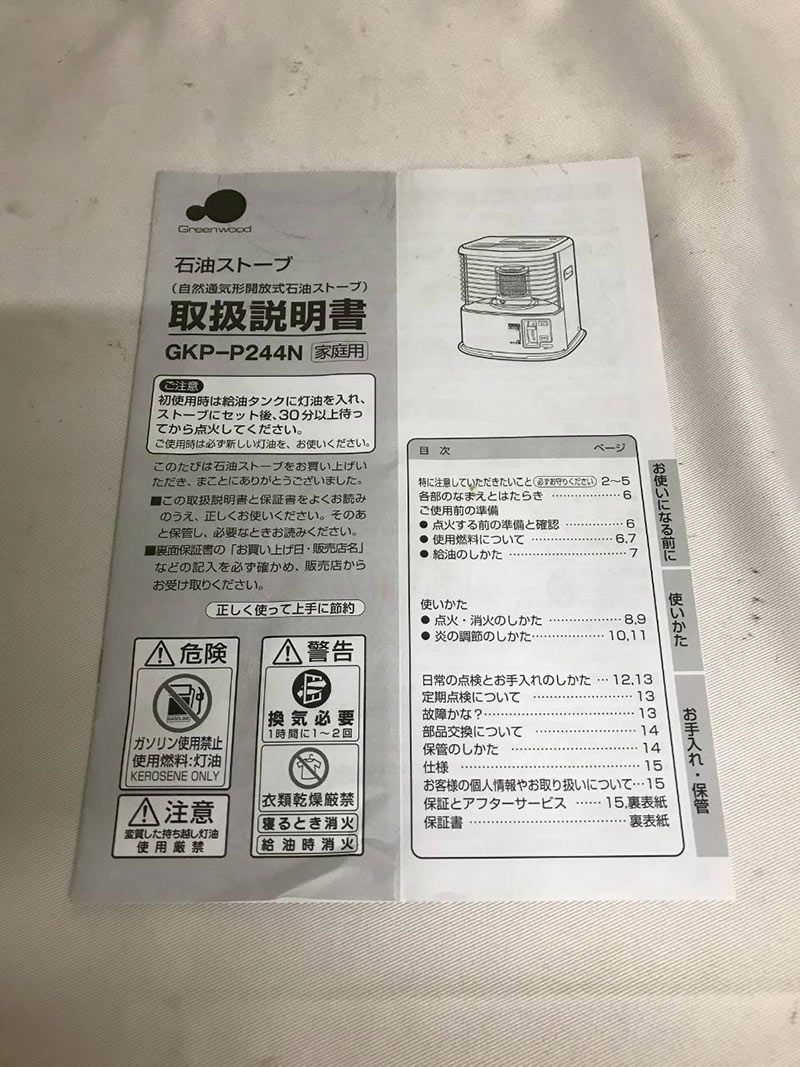 Greenwood
石油ストーブ
(自然通気形開放式石油ストーブ)
取扱説明書
GKP-P244N 家庭用
ご注意
初使用時は給油タンクに灯油を入れ、
ストーブにセット後、30分以上待っ
てから点火してください。
ご使用時は必ず新しい灯油を、お使いください。
このたびは石油ストーブをお買い上げい
ただき、まことにありがとうございました。
■この取扱説明書と保証書をよくお読み
のうえ、正しくお使いください。そのあ
と保管し、必要なときお読みください。
■裏面保証書の「お買い上げ日・販売店名」
などの記入を必ず確かめ、販売店から
お受け取りください。
正しく使って上手に節約
危険
GASOLINE
ガソリン使用禁止
使用燃料:灯油
KEROSENE ONLY
注意
変質した持ち越し灯油
使用厳禁
警告
換気必要
1時間に1〜2回
衣類乾燥厳禁
寝るとき消火
給油時消火
目次 ページ
特に注意していただきたいこと(必ずお守りください) 2〜5
各部のなまえとはたらき ………… 6
ご使用前の準備
● 点火する前の準備と確認 ………… 6
● 使用燃料について ………… 6,7
● 給油のしかた ………… 7
使いかた
● 点火・消火のしかた ………… 8,9
● 炎の調節のしかた ………… 10,11
日常の点検とお手入れのしかた … 12,13
定期点検について ………… 13
故障かな? ………… 13
部品交換について ………… 14
保管のしかた ………… 14
仕様 ………… 15
お客様の個人情報やお取り扱いについて … 15
保証とアフターサービス …… 15,裏表紙
保証書 ………… 裏表紙
お使いになる前に
使いかた
お手入れ・保管